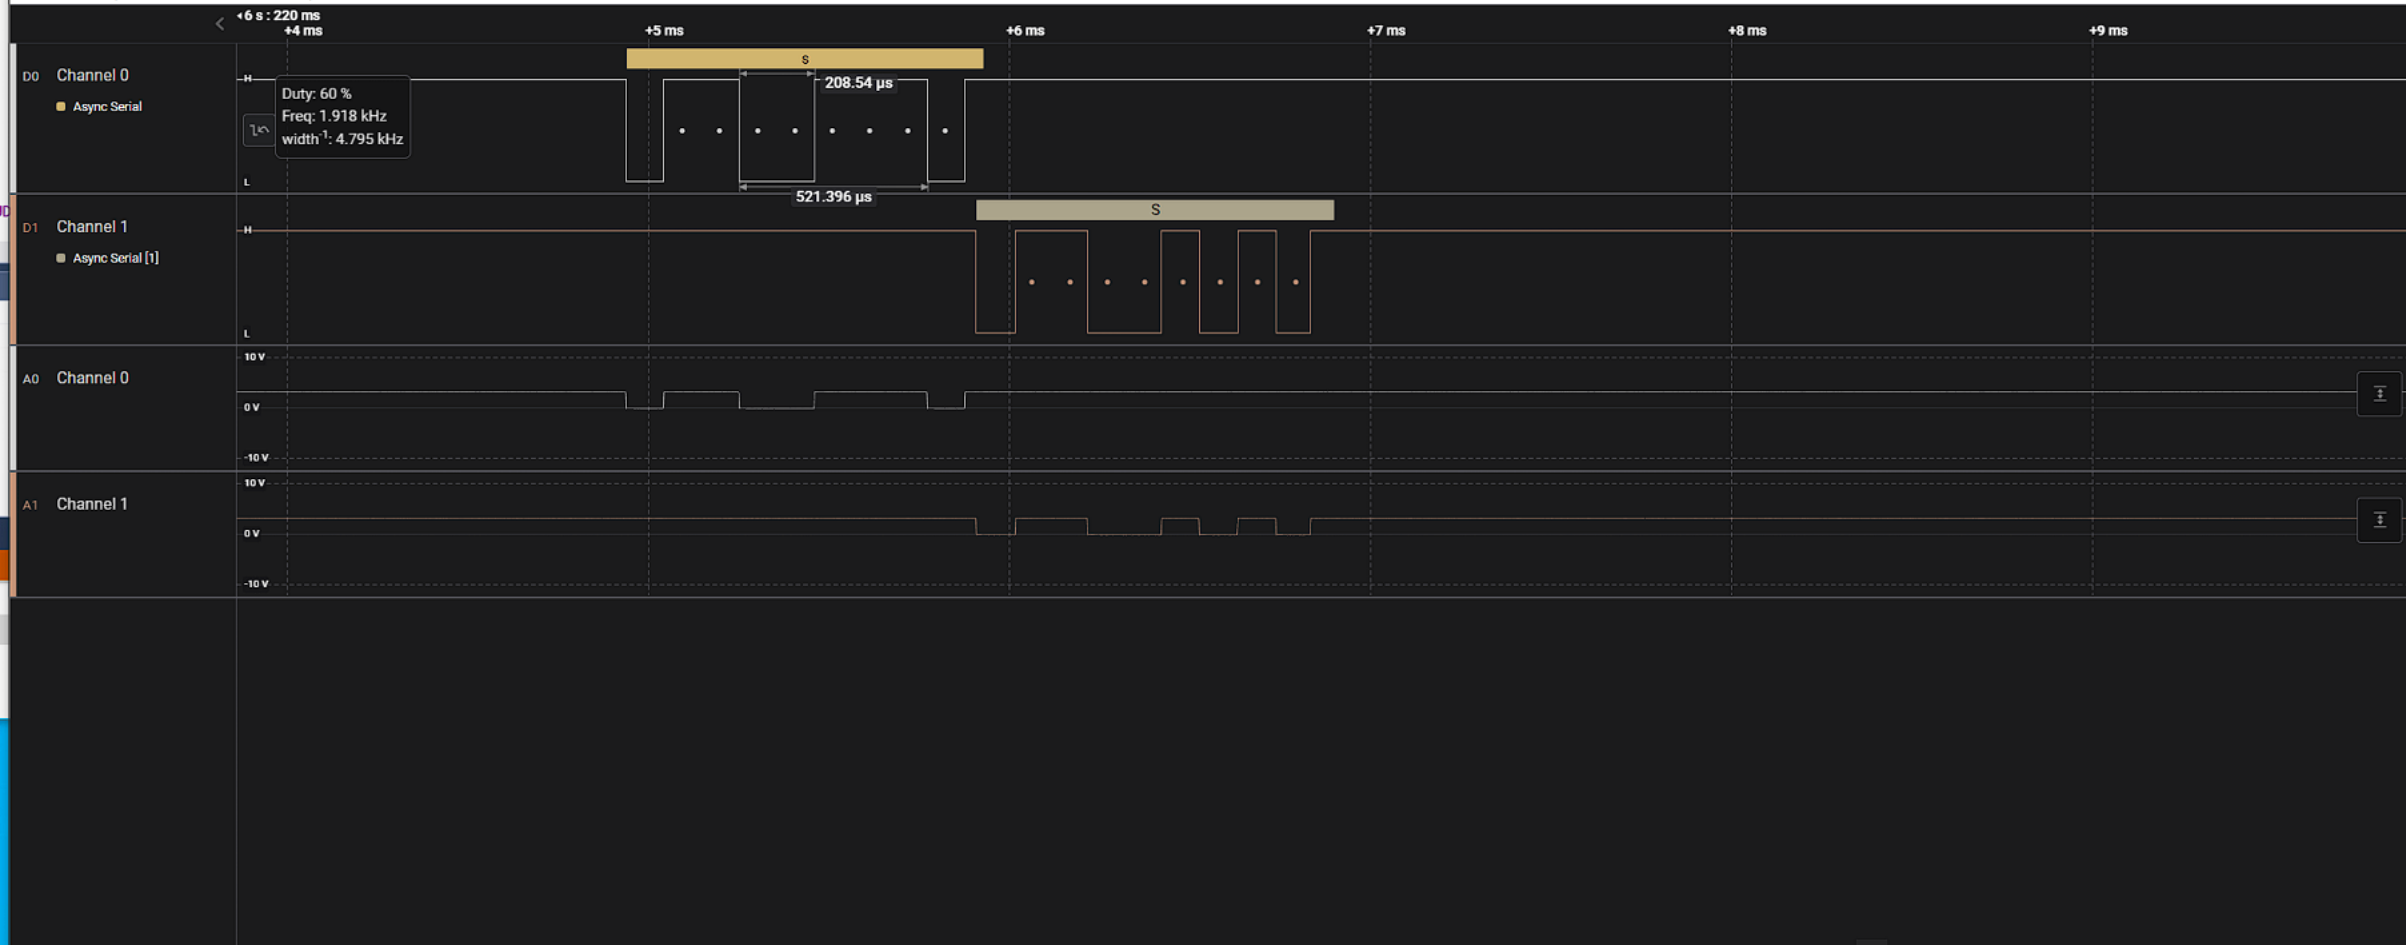 6 s : 220 ms
+4 ms
+5 ms
+6 ms
+7 ms
+8 ms
+9 ms
D0 Channel 0
Async Serial
H
L
Duty: 60 %
Freq: 1.918 kHz
width-1: 4.795 kHz
s
208.54 µs
521.396 µs
D1 Channel 1
Async Serial [1]
H
L
S
A0 Channel 0
10 V
0 V
-10 V
A1 Channel 1
10 V
0 V
-10 V